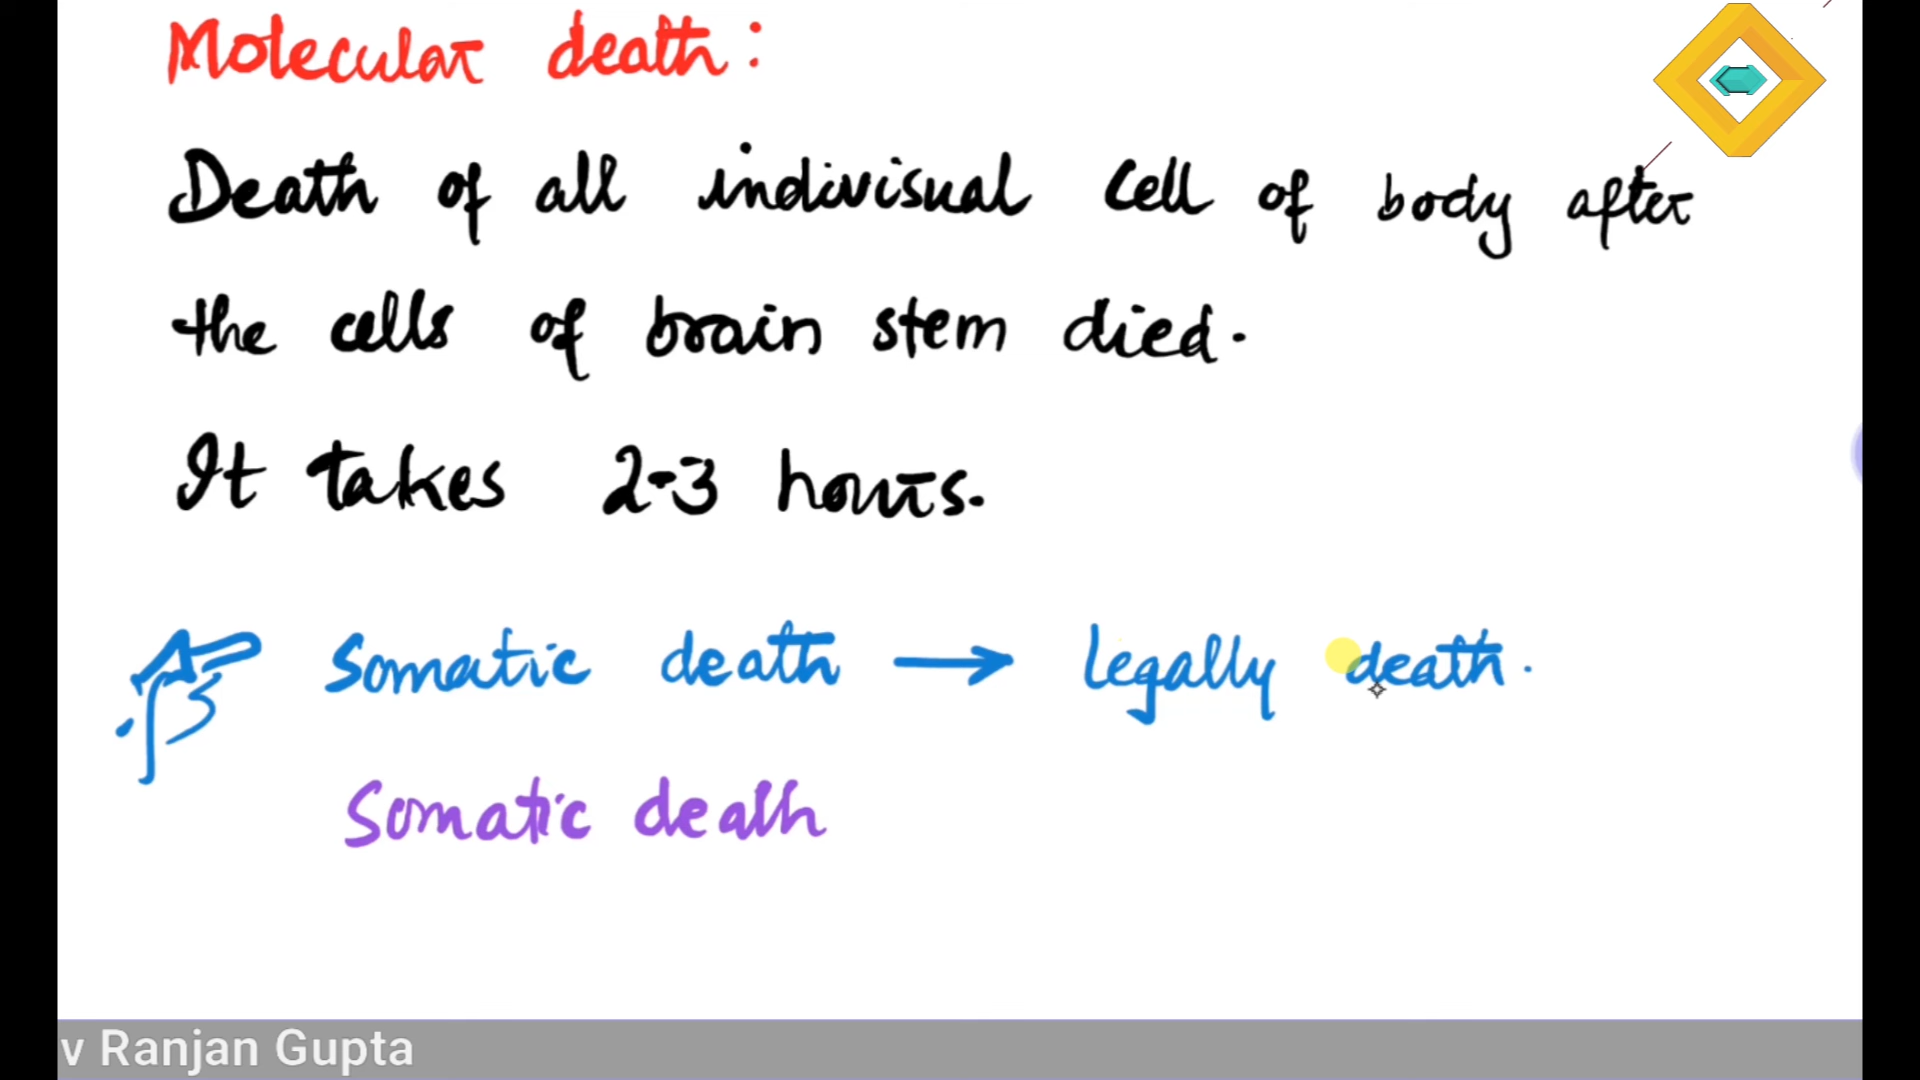 Molecular death:
Death of all indivisual cell of body after
the cells of brain stem died.
It takes 2-3 hours.
Somatic death → Legally death.
Somatic death
v Ranjan Gupta